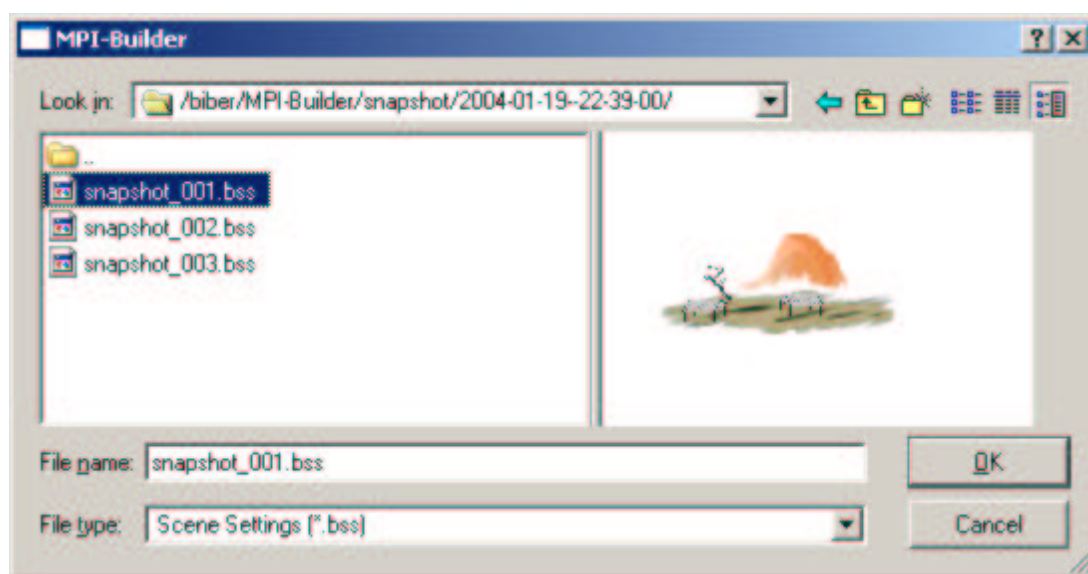 MPI-Builder
Look in: /biber/MPI-Builder/snapshot/2004-01-19--22-39-00/
..
snapshot_001.bss
snapshot_002.bss
snapshot_003.bss
File name: snapshot_001.bss
OK
File type: Scene Settings (*.bss)
Cancel